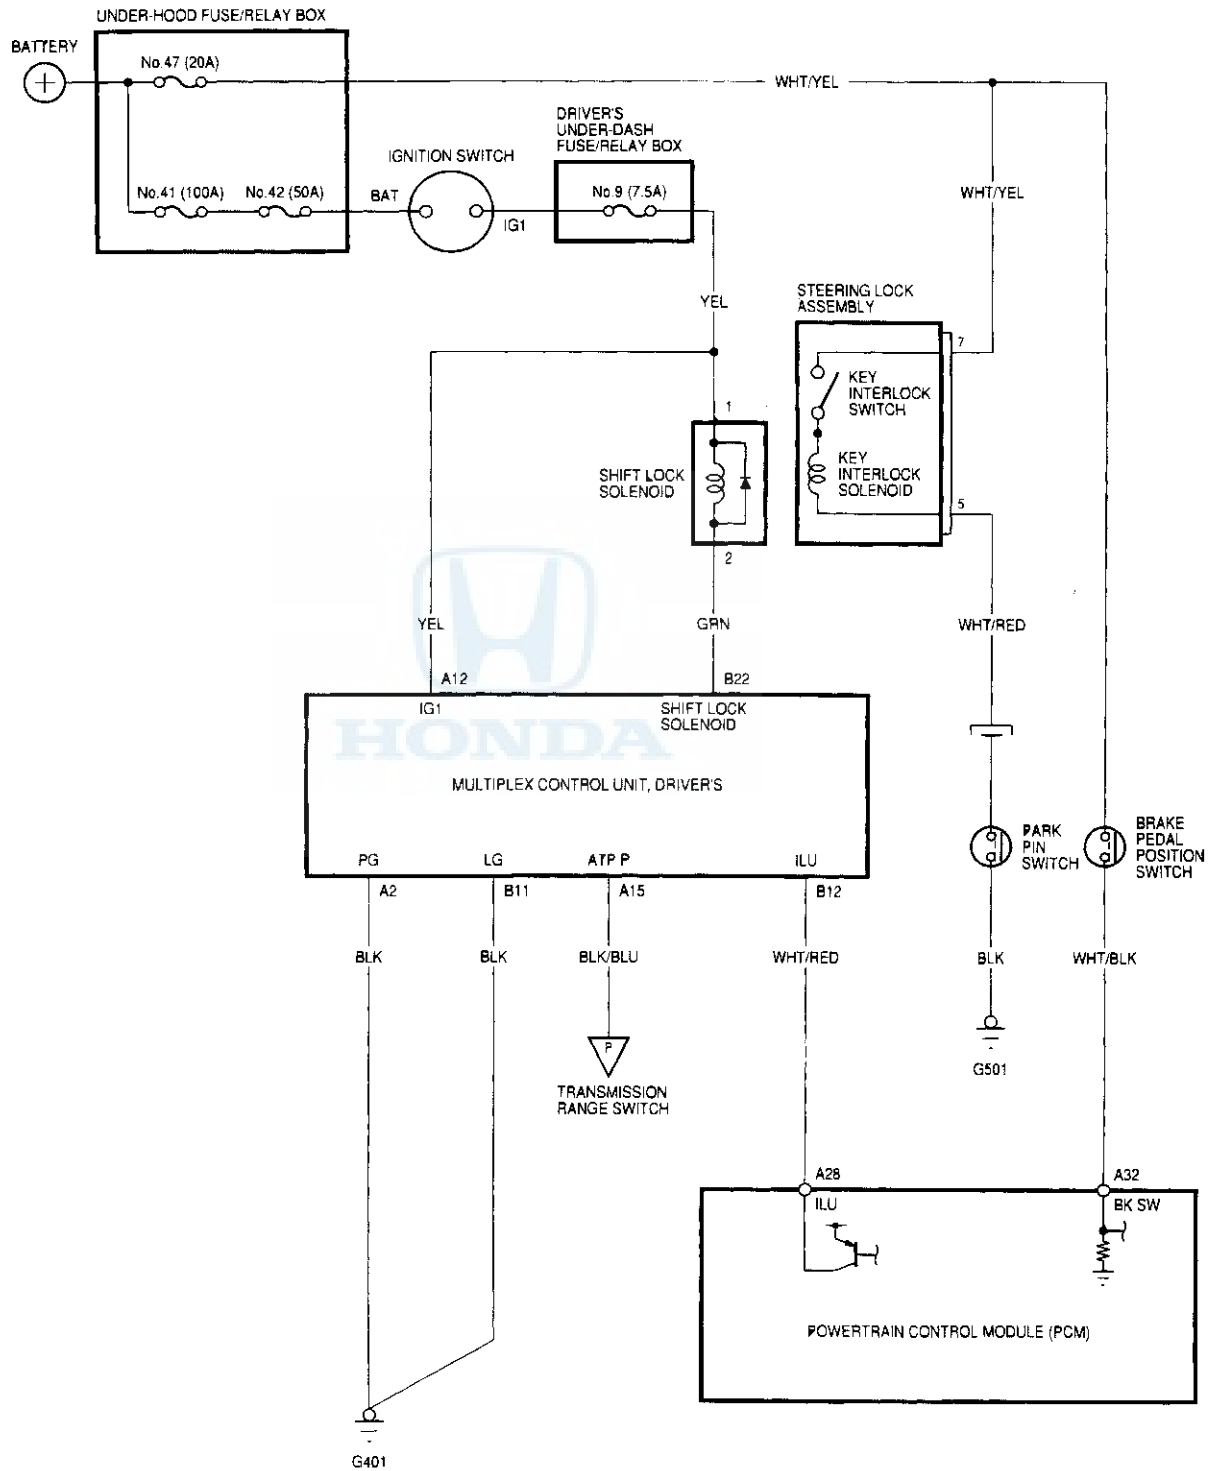 UNDER-HOOD FUSE/RELAY BOX
BATTERY
No.47 (20A)
WHT/YEL
DRIVER'S
UNDER-DASH
FUSE/RELAY BOX
IGNITION SWITCH
No.41 (100A)
No.42 (50A)
BAT
IG1
No.9 (7.5A)
WHT/YEL
YEL
STEERING LOCK
ASSEMBLY
7
KEY
INTERLOCK
SWITCH
1
SHIFT LOCK
SOLENOID
KEY
INTERLOCK
SOLENOID
5
2
YEL
GRN
WHT/RED
A12
B22
IG1
SHIFT LOCK
SOLENOID
HONDA
MULTIPLEX CONTROL UNIT, DRIVER'S
PARK
PIN
SWITCH
BRAKE
PEDAL
POSITION
SWITCH
PG
LG
ATP P
ILU
A2
B11
A15
B12
BLK
BLK
BLK/BLU
WHT/RED
BLK
WHT/BLK
P
TRANSMISSION
RANGE SWITCH
G501
A28
A32
ILU
BK SW
POWERTRAIN CONTROL MODULE (PCM)
G401